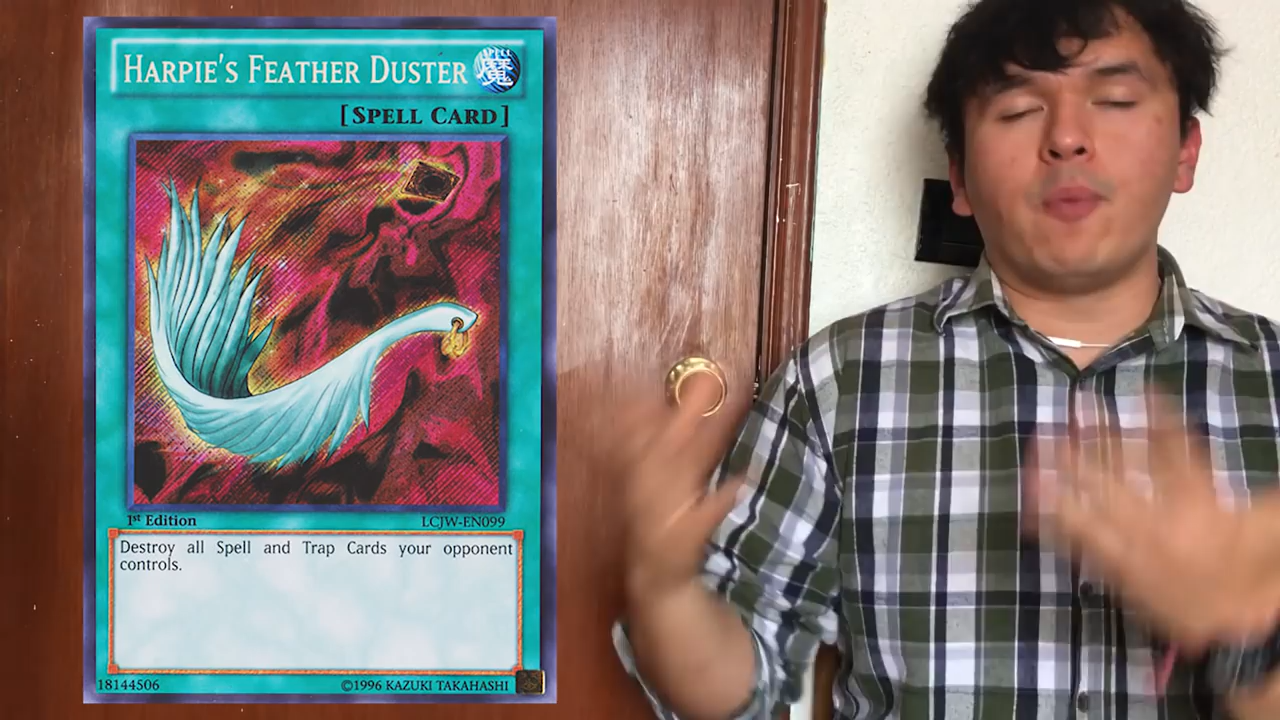 HARPIE'S FEATHER DUSTER 魔
[SPELL CARD]
1st Edition LCJW-EN099
Destroy all Spell and Trap Cards your opponent
controls.
18144506 ©1996 KAZUKI TAKAHASHI